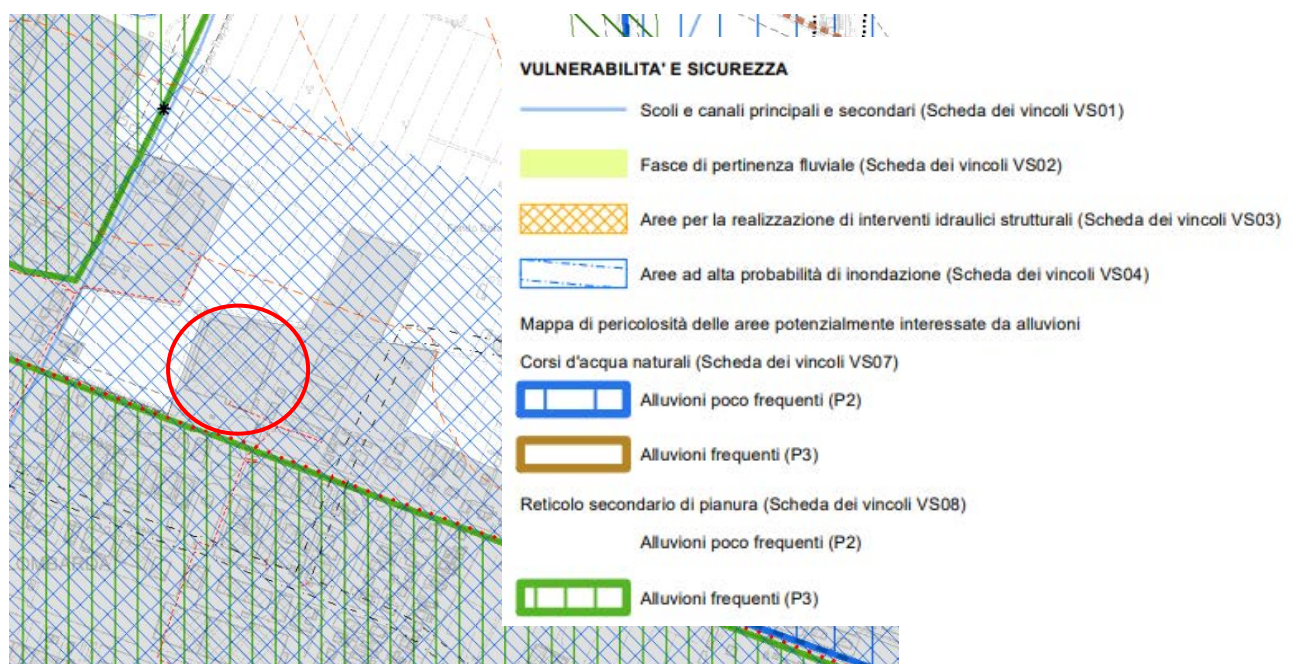 VULNERABILITA' E SICUREZZA
Scoli e canali principali e secondari (Scheda dei vincoli VS01)
Fasce di pertinenza fluviale (Scheda dei vincoli VS02)
Aree per la realizzazione di interventi idraulici strutturali (Scheda dei vincoli VS03)
Aree ad alta probabilità di inondazione (Scheda dei vincoli VS04)
Mappa di pericolosità delle aree potenzialmente interessate da alluvioni
Corsi d'acqua naturali (Scheda dei vincoli VS07)
Alluvioni poco frequenti (P2)
Alluvioni frequenti (P3)
Reticolo secondario di pianura (Scheda dei vincoli VS08)
Alluvioni poco frequenti (P2)
Alluvioni frequenti (P3)